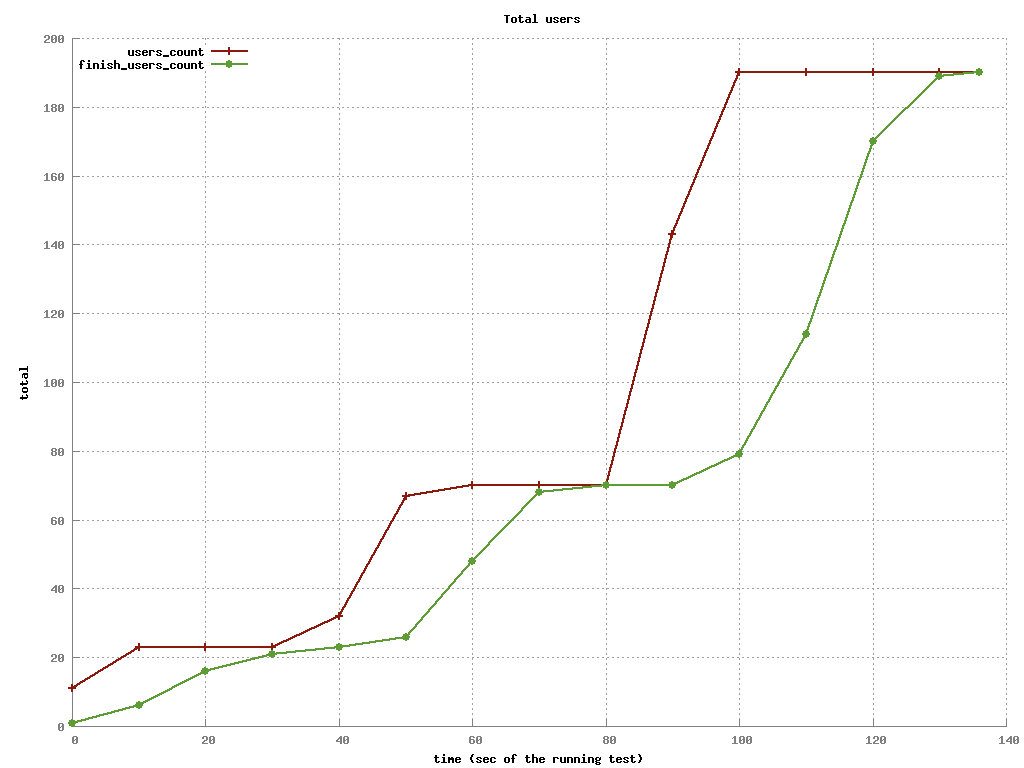 Total users
users_count
finish_users_count
200
180
160
140
120
100
80
60
40
20
0
total
0 20 40 60 80 100 120 140
time (sec of the running test)